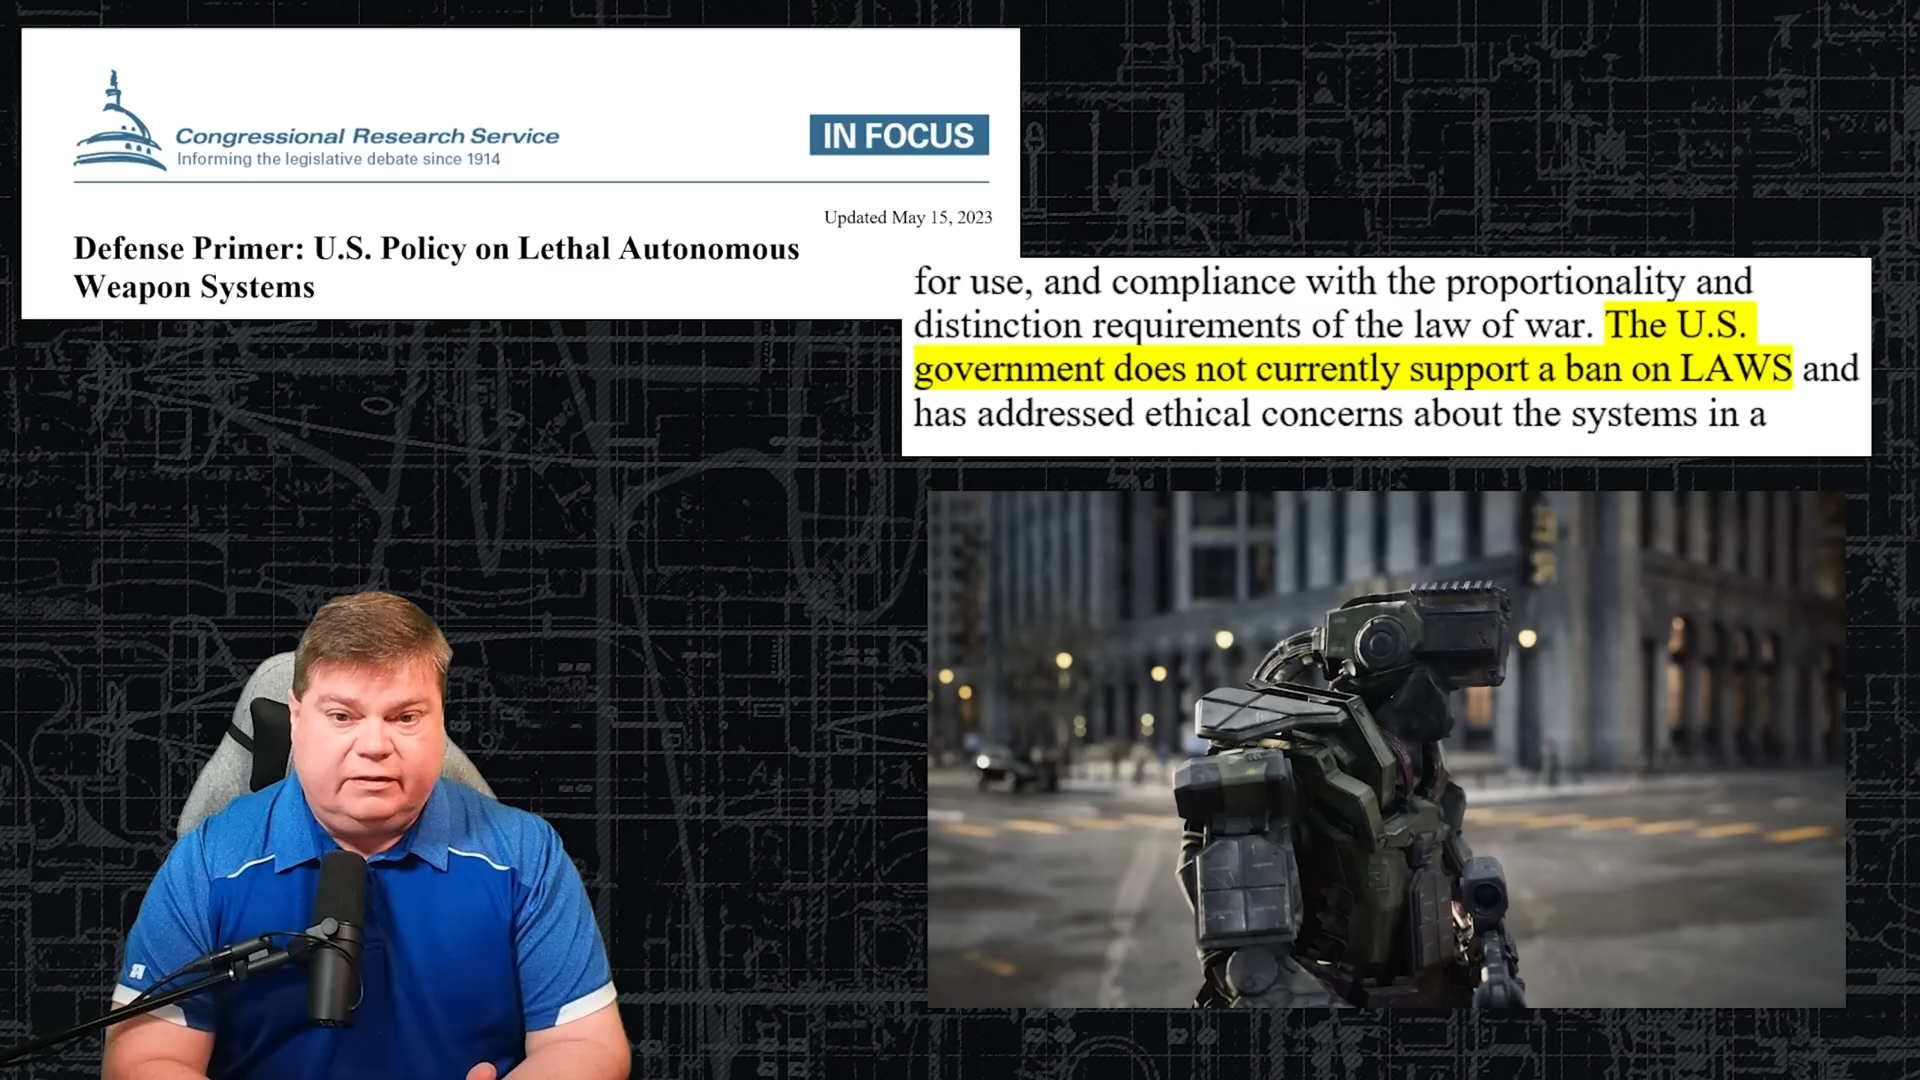 Congressional Research Service
Informing the legislative debate since 1914
IN FOCUS
Updated May 15, 2023
Defense Primer: U.S. Policy on Lethal Autonomous
Weapon Systems
for use, and compliance with the proportionality and
distinction requirements of the law of war. The U.S.
government does not currently support a ban on LAWS and
has addressed ethical concerns about the systems in a